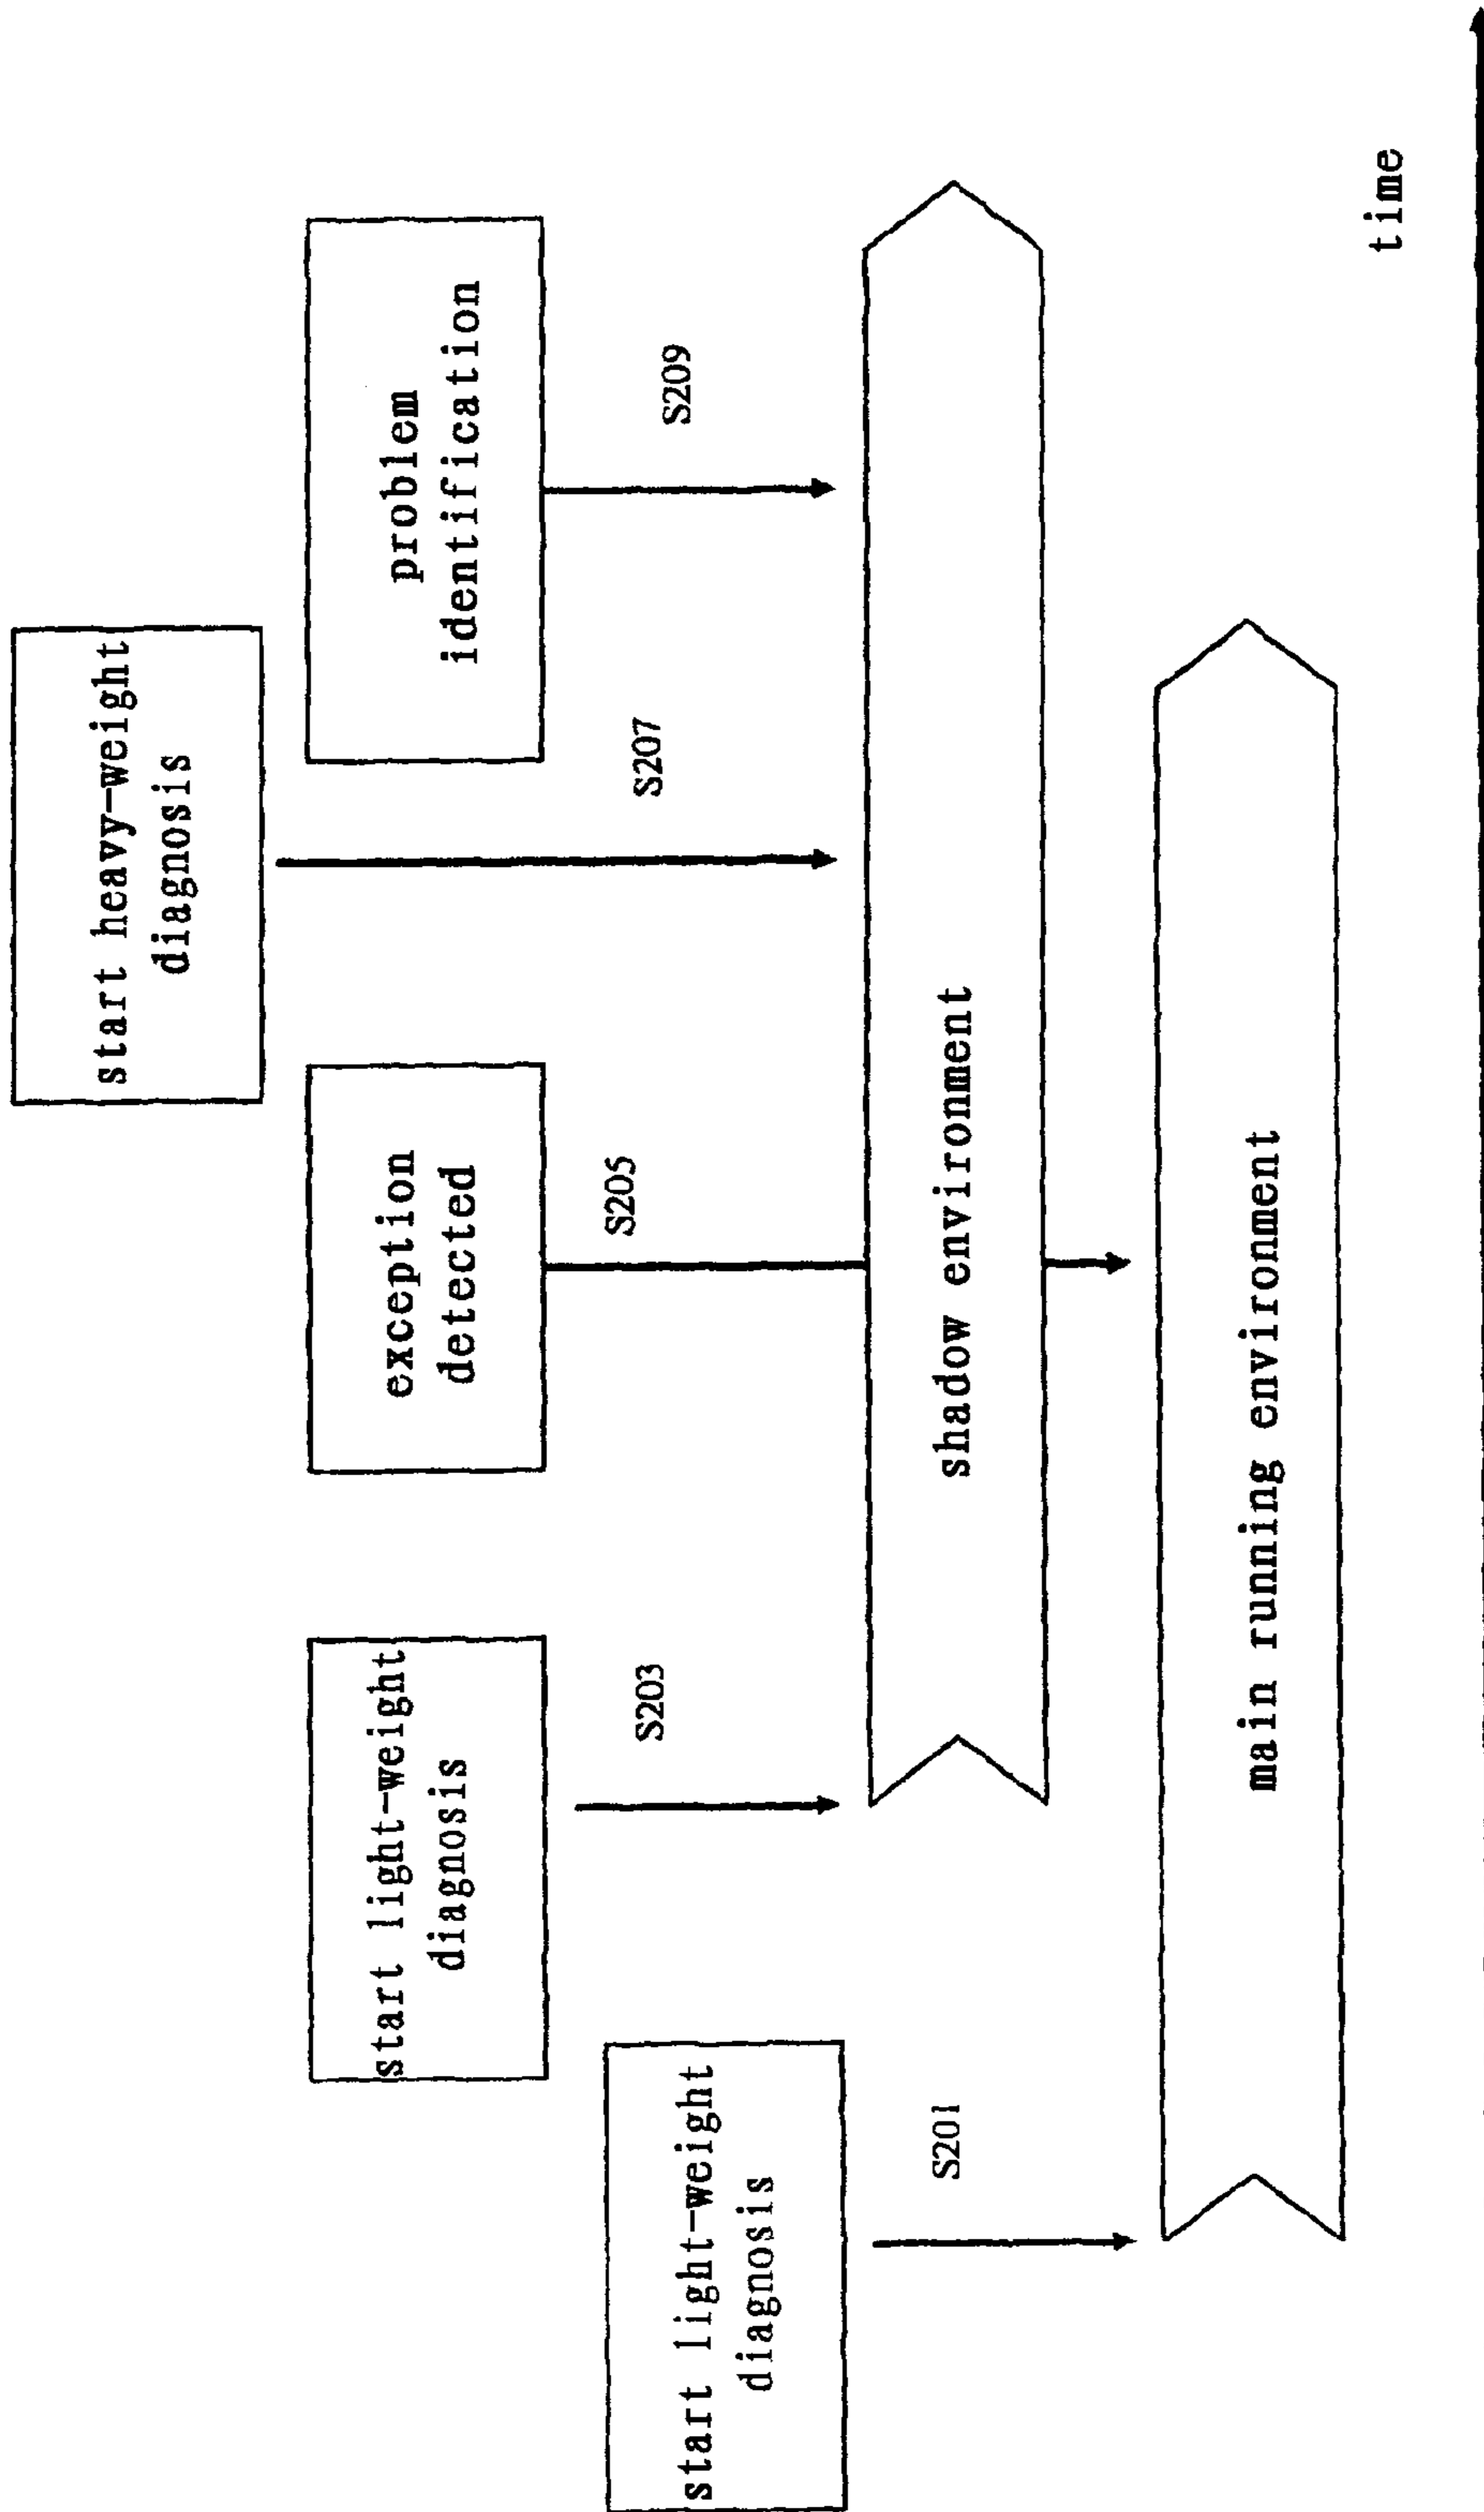 start heavy-weight
diagnosis
start light-weight
diagnosis
exception
detected
problem
identification
start light-weight
diagnosis
S203
S205
S207
S209
S201
shadow environment
main running environment
time